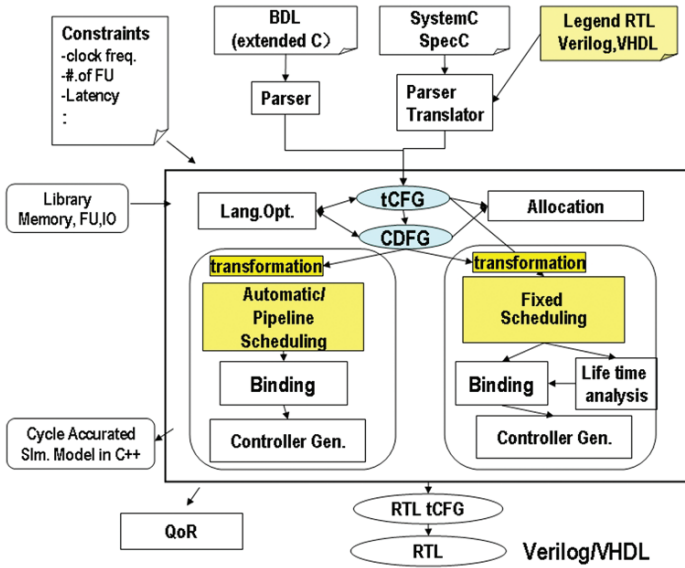 Constraints
-clock freq.
-#.of FU
-Latency
:
BDL
(extended C)
SystemC
SpecC
Legend RTL
Verilog,VHDL
Parser
Parser
Translator
Library
Memory, FU,IO
Lang.Opt.
tCFG
CDFG
Allocation
transformation
Automatic/
Pipeline
Scheduling
Binding
Controller Gen.
transformation
Fixed
Scheduling
Binding
Life time
analysis
Controller Gen.
Cycle Accurated
SIm. Model in C++
QoR
RTL tCFG
RTL
Verilog/VHDL